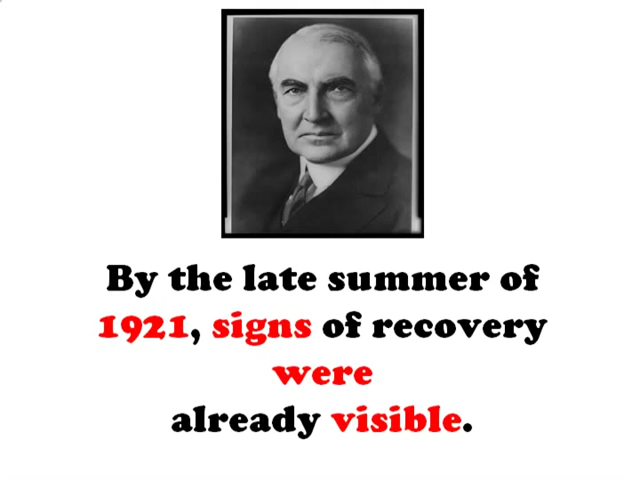 By the late summer of
1921, signs of recovery
were
already visible.